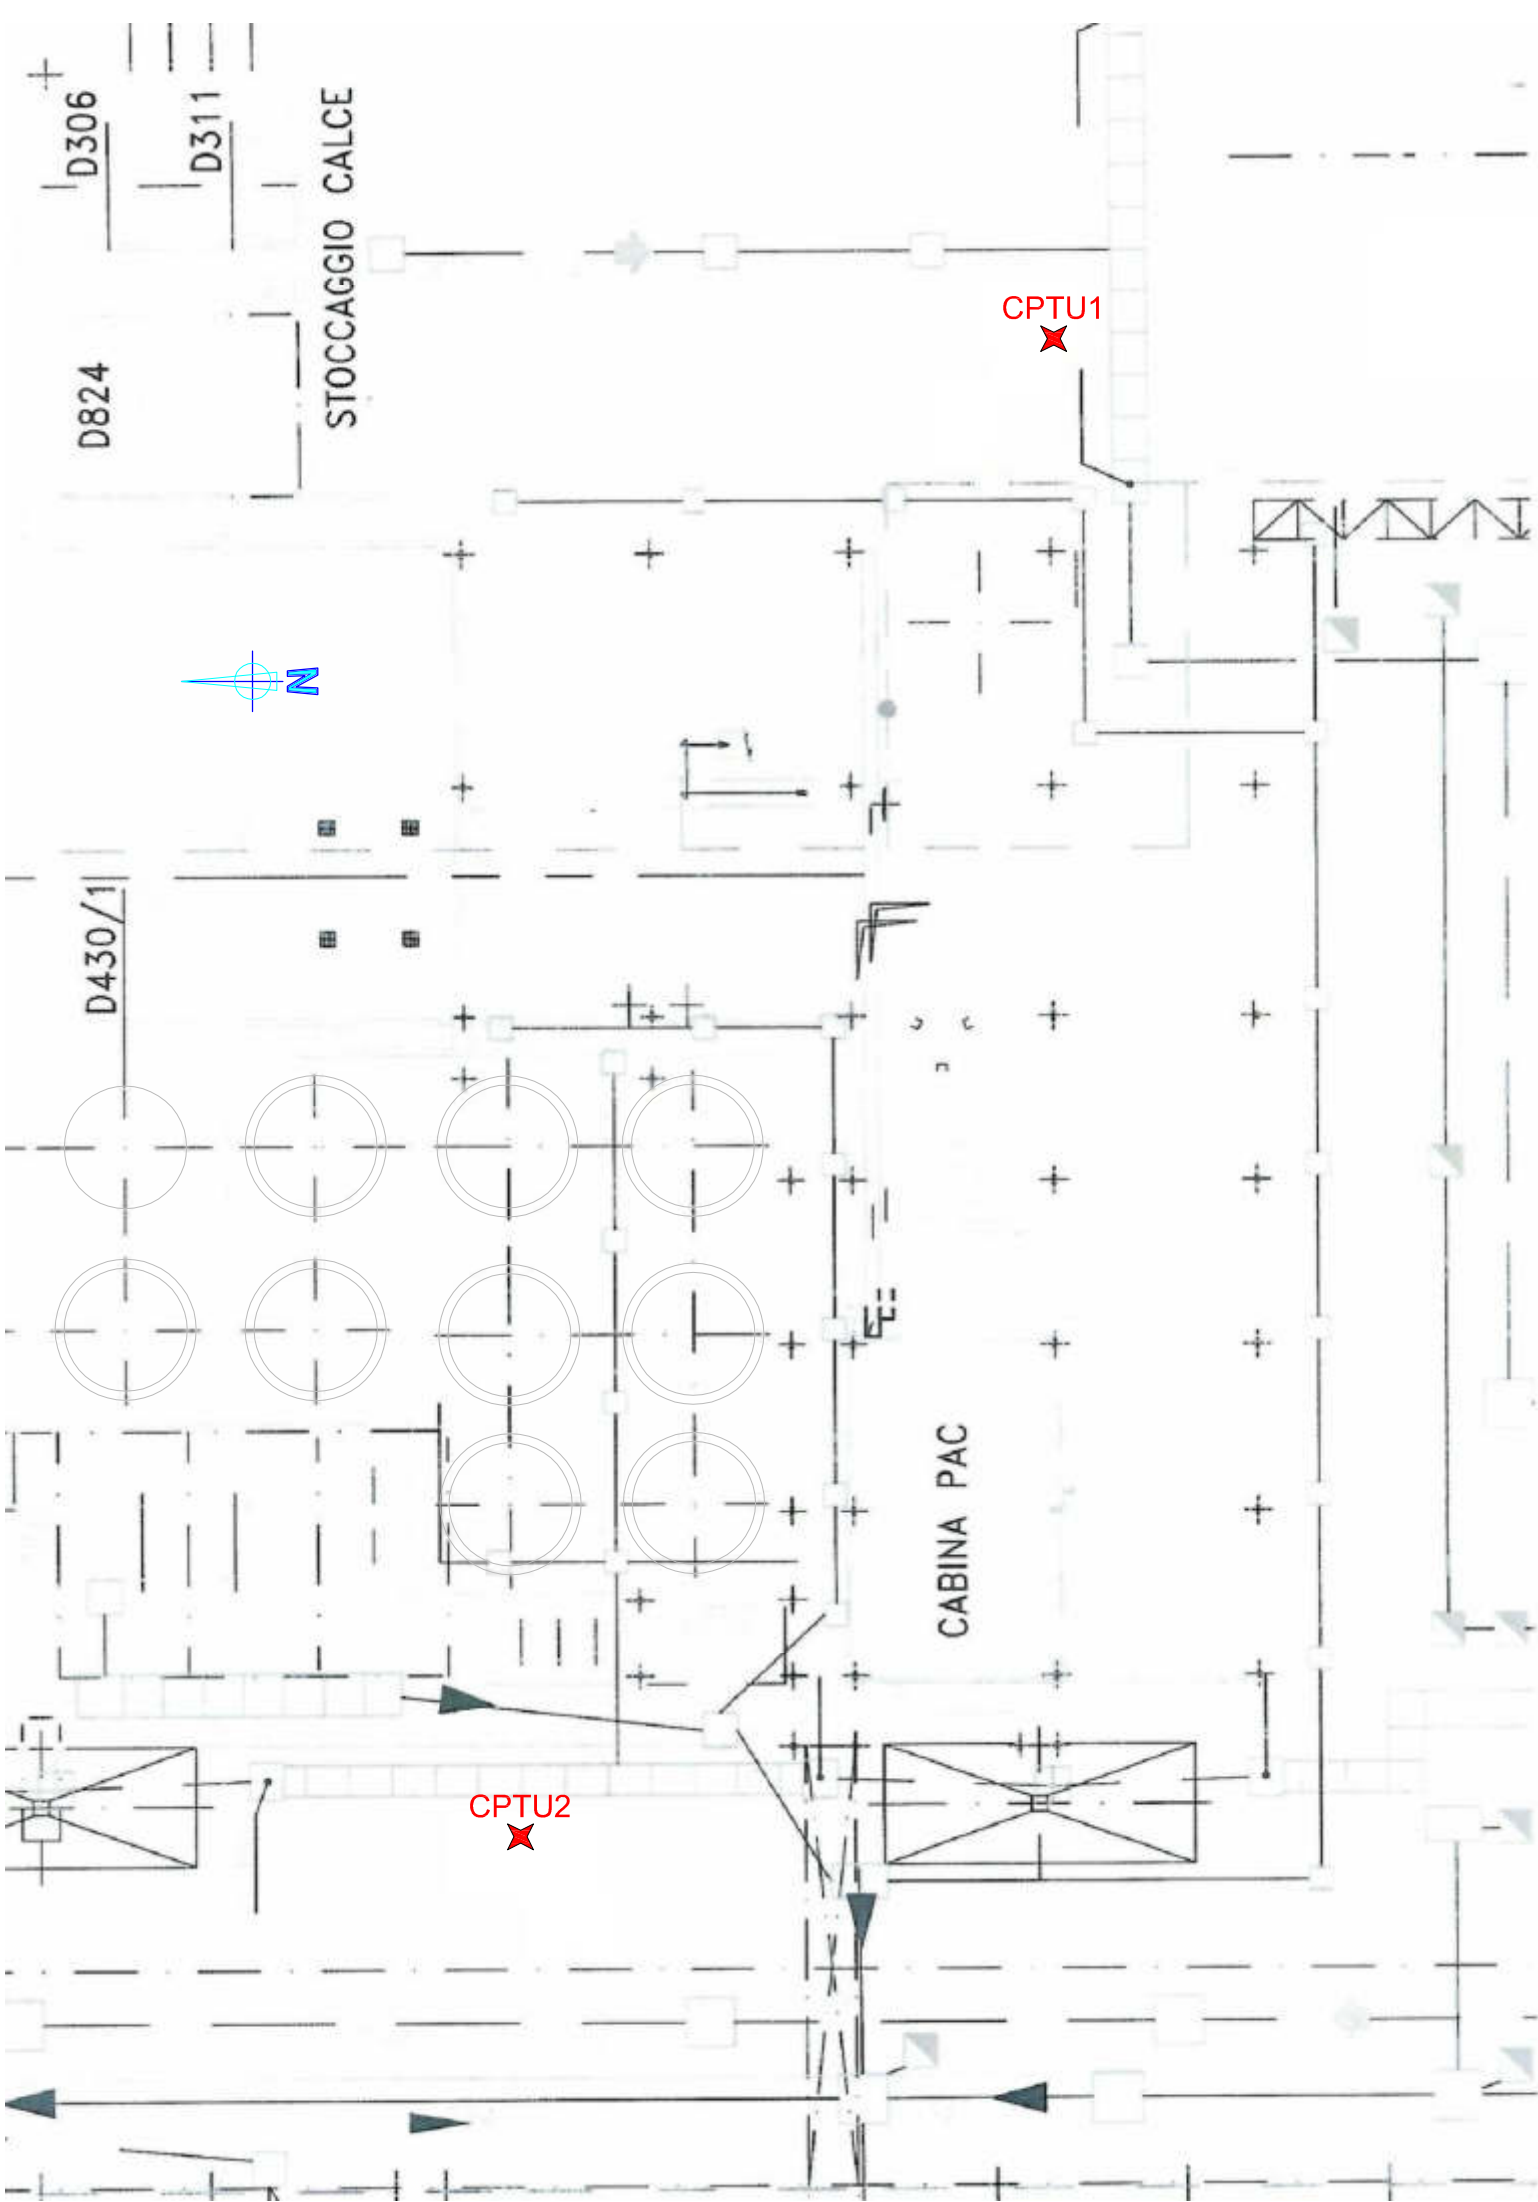 D306
D311
STOCCAGGIO CALCE
CPTU1
D824
N
D430/1
CABINA PAC
CPTU2